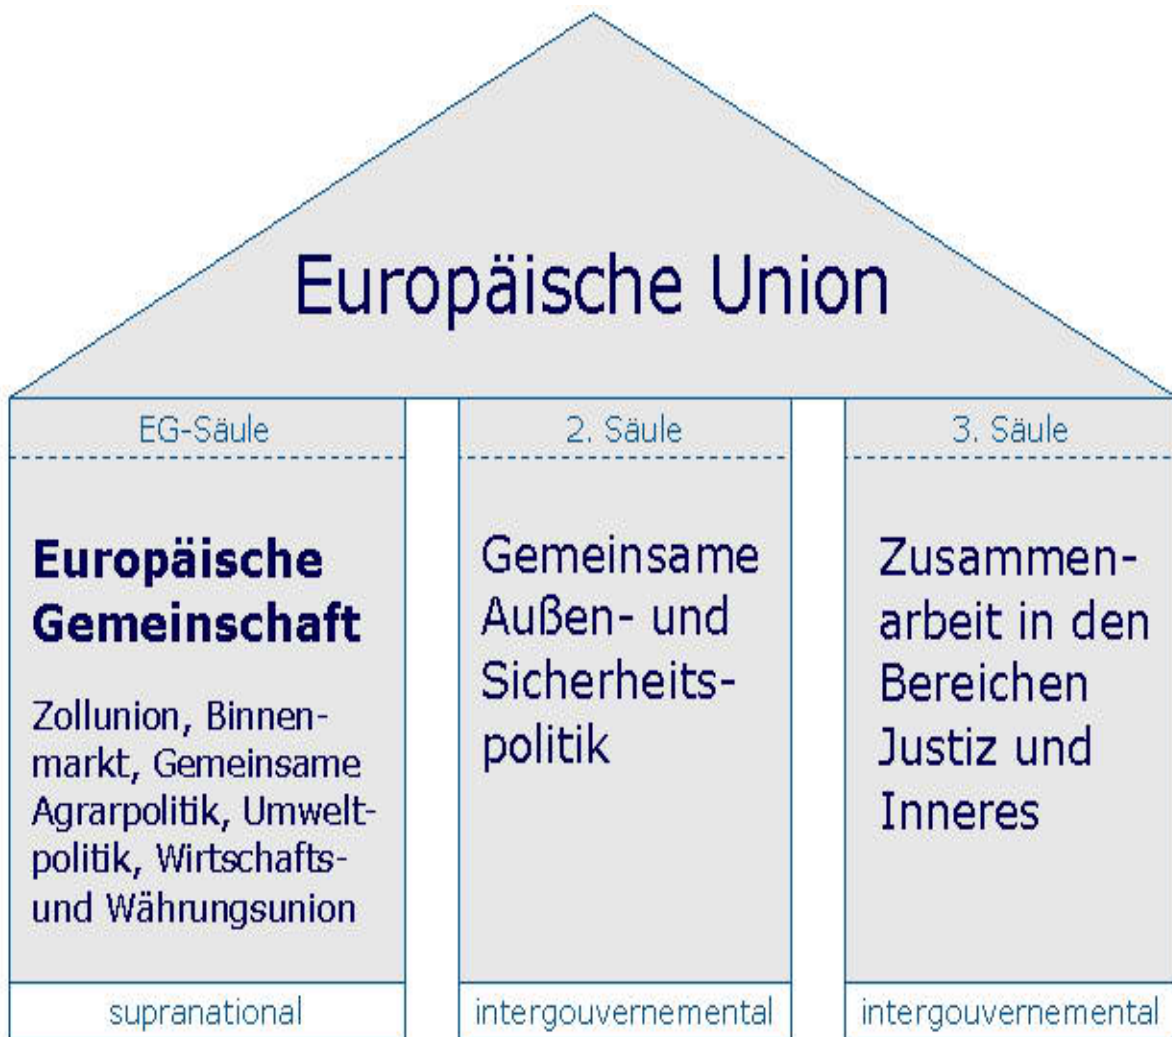 Europäische Union
EG-Säule
Europäische
Gemeinschaft
Zollunion, Binnen-
markt, Gemeinsame
Agrarpolitik, Umwelt-
politik, Wirtschafts-
und Währungsunion
supranational
2. Säule
Gemeinsame
Außen- und
Sicherheits-
politik
intergouvernemental
3. Säule
Zusammen-
arbeit in den
Bereichen
Justiz und
Inneres
intergouvernemental